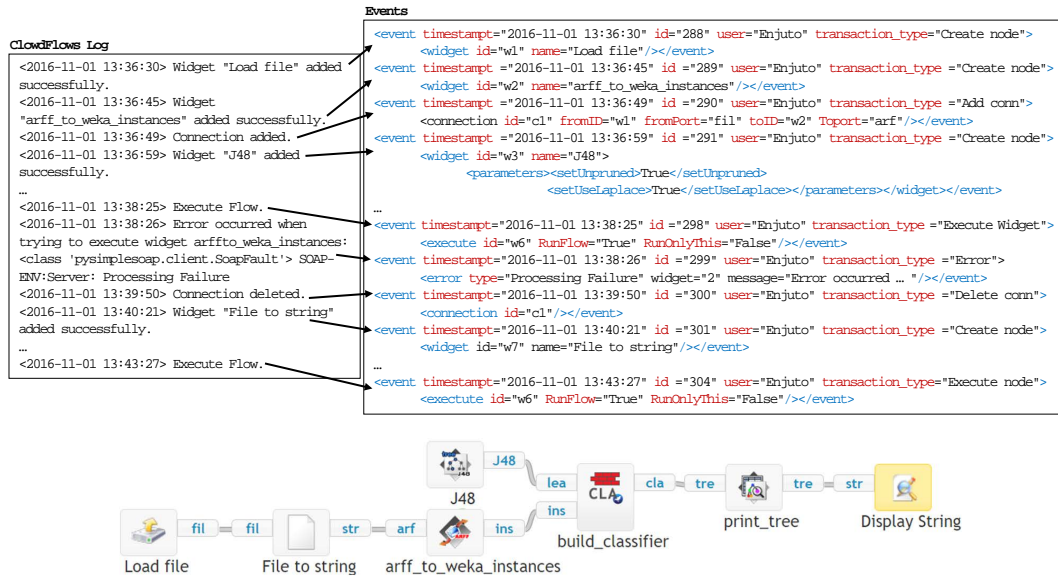 ClowdFlows Log
<2016-11-01 13:36:30> Widget "Load file" added
successfully.
<2016-11-01 13:36:45> Widget
"arff_to_weka_instances" added successfully.
<2016-11-01 13:36:49> Connection added.
<2016-11-01 13:36:59> Widget "J48" added
successfully.
…
<2016-11-01 13:38:25> Execute Flow.
<2016-11-01 13:38:26> Error occurred when
trying to execute widget arffto_weka_instances:
<class 'pysimplesoap.client.SoapFault'> SOAP-
ENV:Server: Processing Failure
<2016-11-01 13:39:50> Connection deleted.
<2016-11-01 13:40:21> Widget "File to string"
added successfully.
…
<2016-11-01 13:43:27> Execute Flow.
Events
<event timestampt="2016-11-01 13:36:30" id="288" user="Enjuto" transaction_type="Create node">
<widget id="w1" name="Load file"/></event>
<event timestampt ="2016-11-01 13:36:45" id ="289" user="Enjuto" transaction_type ="Create node">
<widget id="w2" name="arff_to_weka_instances"/></event>
<event timestampt="2016-11-01 13:36:49" id ="290" user="Enjuto" transaction_type ="Add conn">
<connection id="c1" fromID="w1" fromPort="fil" toID="w2" Toport="arf"/></event>
<event timestampt="2016-11-01 13:36:59" id ="291" user="Enjuto" transaction_type ="Create node">
<widget id="w3" name="J48">
<parameters><setUnpruned>True</setUnpruned>
<setUseLaplace>True</setUseLaplace></parameters></widget></event>
…
<event timestampt="2016-11-01 13:38:25" id ="298" user="Enjuto" transaction_type ="Execute Widget">
<execute id="w6" RunFlow="True" RunOnlyThis="False"/></event>
<event timestampt="2016-11-01 13:38:26" id ="299" user="Enjuto" transaction_type ="Error">
<error type="Processing Failure" widget="2" message="Error occurred … "/></event>
<event timestampt="2016-11-01 13:39:50" id ="300" user="Enjuto" transaction_type ="Delete conn">
<connection id="c1"/></event>
<event timestampt="2016-11-01 13:40:21" id ="301" user="Enjuto" transaction_type ="Create node">
<widget id="w7" name="File to string"/></event>
…
<event timestampt="2016-11-01 13:43:27" id ="304" user="Enjuto" transaction_type="Execute node">
<exectute id="w6" RunFlow="True" RunOnlyThis="False"/></event>
J48
J48
lea
CLA
cla
tre
print_tree
tre
str
Display String
Load file
fil
fil
File to string
str
arf
ARFF
arff_to_weka_instances
ins
ins
build_classifier